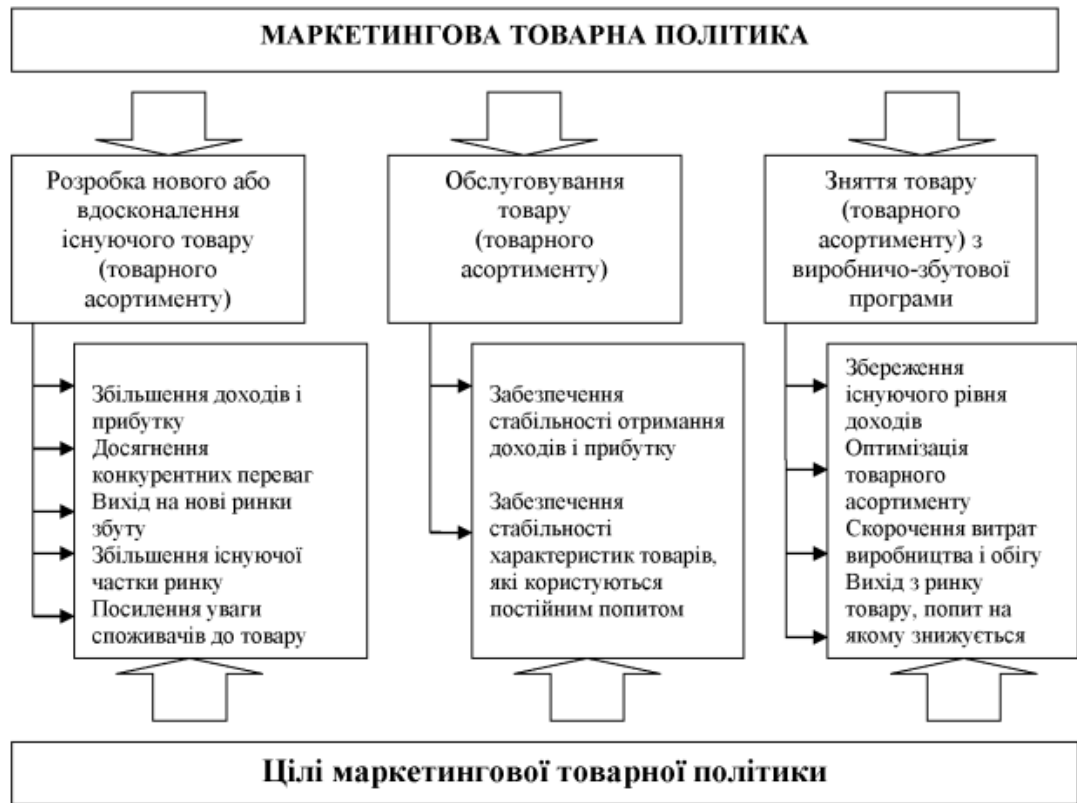 МАРКЕТИНГОВА ТОВАРНА ПОЛІТИКА
Розробка нового або
вдосконалення
існуючого товару
(товарного
асортименту)
Обслуговування
товару
(товарного
асортименту)
Зняття товару
(товарного
асортименту) з
виробничо-збутової
програми
Збільшення доходів і
прибутку
Досягнення
конкурентних переваг
Вихід на нові ринки
збуту
Збільшення існуючої
частки ринку
Посилення уваги
споживачів до товару
Забезпечення
стабільності отримання
доходів і прибутку
Забезпечення
стабільності
характеристик товарів,
які користуються
постійним попитом
Збереження
існуючого рівня
доходів
Оптимізація
товарного
асортименту
Скорочення витрат
виробництва і обігу
Вихід з ринку
товару, попит на
якому знижується
Цілі маркетингової товарної політики